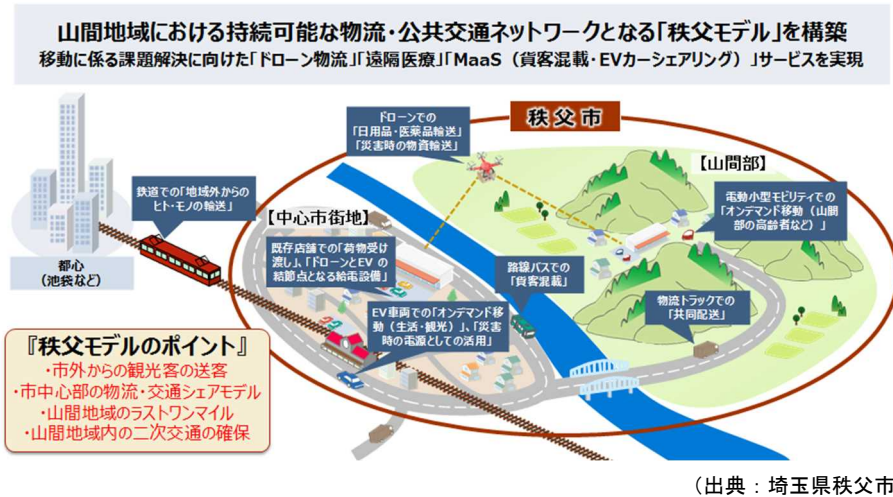 山間地域における持続可能な物流・公共交通ネットワークとなる「秩父モデル」を構築
移動に係る課題解決に向けた「ドローン物流」「遠隔医療」「MaaS（貨客混載・EVカーシェアリング）」サービスを実現
秩父市
ドローンでの
「日用品・医薬品輸送」
「災害時の物資輸送」
【山間部】
鉄道での「地域外からの
ヒト・モノの輸送」
電動小型モビリティでの
「オンデマンド移動（山間
部の高齢者など）」
【中心市街地】
既存店舗での「荷物受け
渡し」、「ドローンとEV の
結節点となる給電設備」
路線バスでの
「貨客混載」
都心
（池袋など）
物流トラックでの
「共同配送」
EV車両での「オンデマンド移
動（生活・観光）」、「災害
時の電源としての活用」
『秩父モデルのポイント』
・市外からの観光客の送客
・市中心部の物流・交通シェアモデル
・山間地域のラストワンマイル
・山間地域内の二次交通の確保
（出典：埼玉県秩父市